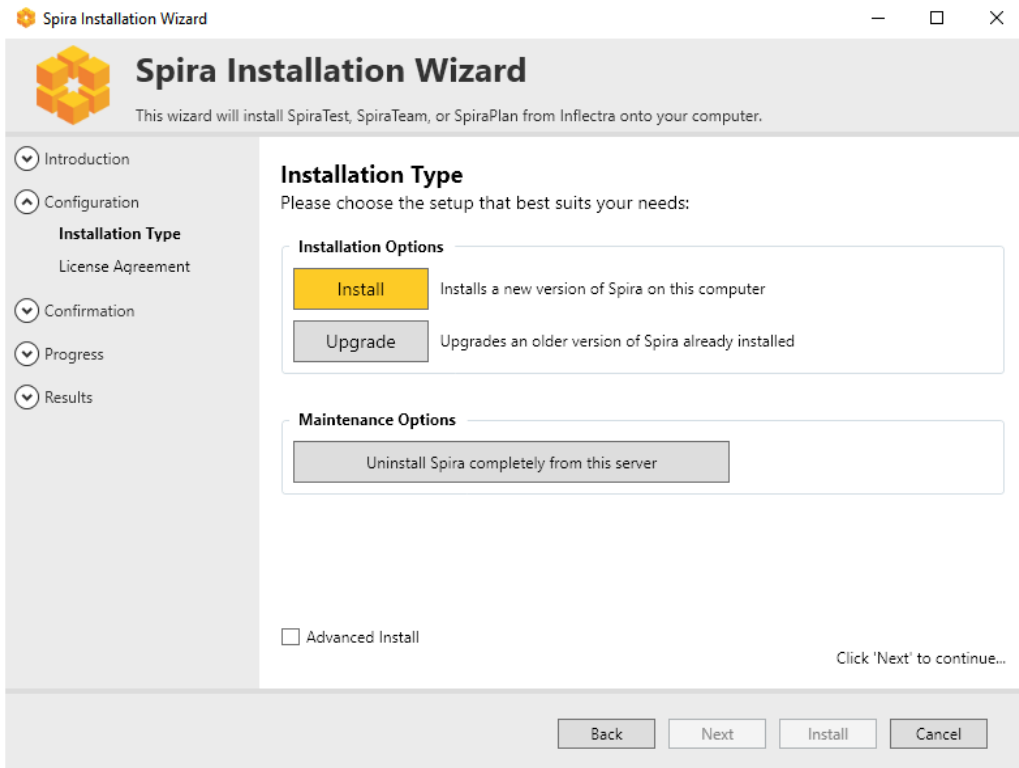 Spira Installation Wizard
Spira Installation Wizard
This wizard will install SpiraTest, SpiraTeam, or SpiraPlan from Inflectra onto your computer.
Introduction
Configuration
Installation Type
License Agreement
Confirmation
Progress
Results
Installation Type
Please choose the setup that best suits your needs:
Installation Options
Install
Installs a new version of Spira on this computer
Upgrade
Upgrades an older version of Spira already installed
Maintenance Options
Uninstall Spira completely from this server
Advanced Install
Click 'Next' to continue...
Back
Next
Install
Cancel